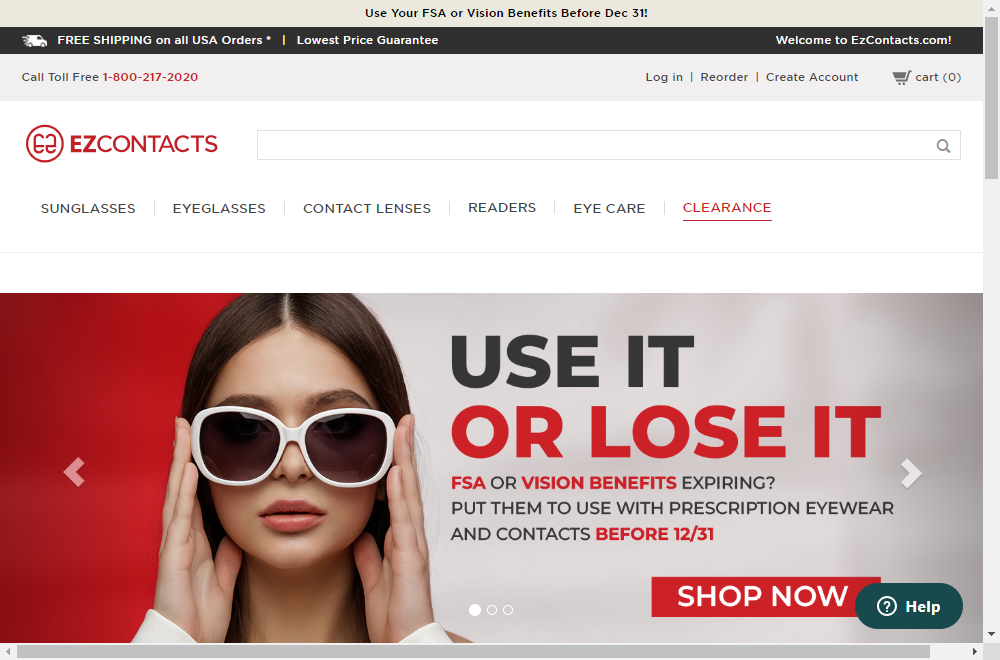 Use Your FSA or Vision Benefits Before Dec 31!
FREE SHIPPING on all USA Orders * | Lowest Price Guarantee
Welcome to EzContacts.com!
Call Toll Free 1-800-217-2020
Log in | Reorder | Create Account
cart (0)
EZCONTACTS
SUNGLASSES
EYEGLASSES
CONTACT LENSES
READERS
EYE CARE
CLEARANCE
USE IT
OR LOSE IT
FSA OR VISION BENEFITS EXPIRING?
PUT THEM TO USE WITH PRESCRIPTION EYEWEAR
AND CONTACTS BEFORE 12/31
SHOP NOW
? Help